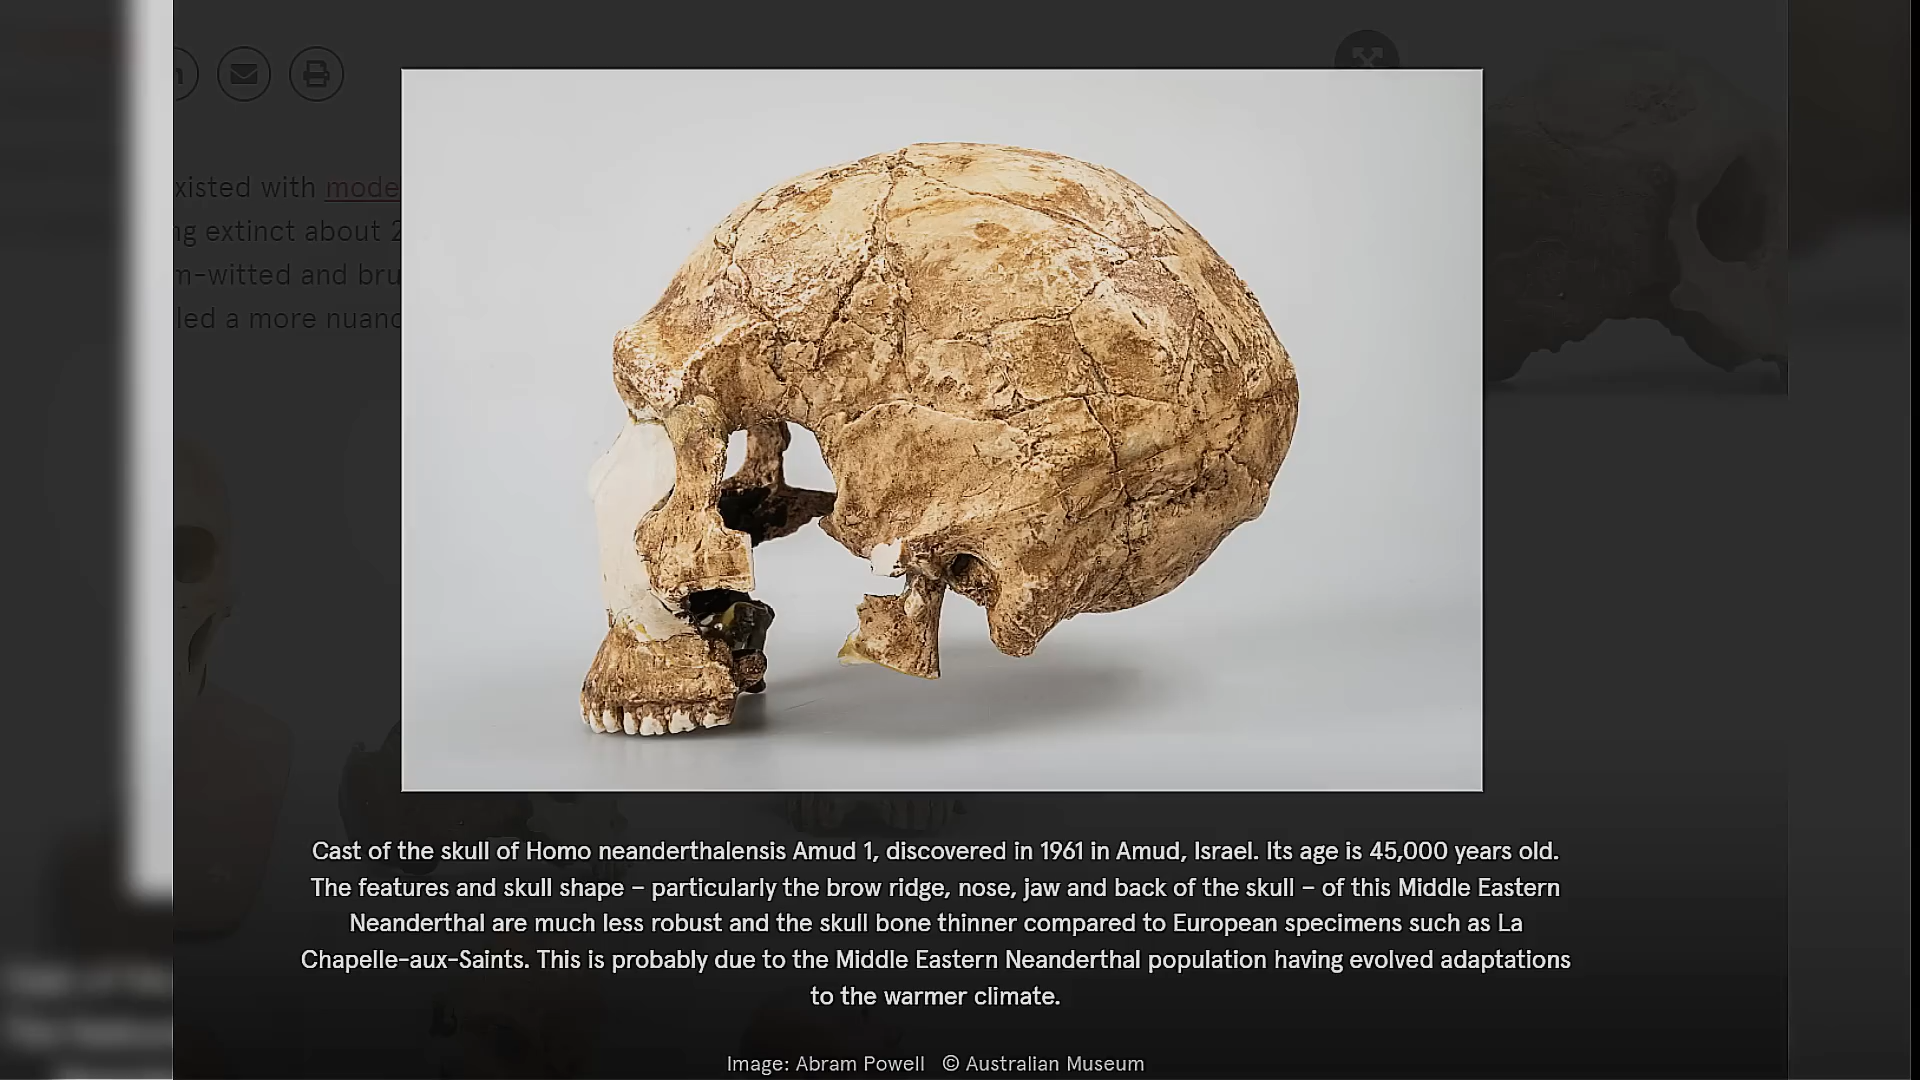 xisted with mode
ng extinct about 2
m-witted and bru
led a more nuanc
Cast of the skull of Homo neanderthalensis Amud 1, discovered in 1961 in Amud, Israel. Its age is 45,000 years old.
The features and skull shape – particularly the brow ridge, nose, jaw and back of the skull – of this Middle Eastern
Neanderthal are much less robust and the skull bone thinner compared to European specimens such as La
Chapelle-aux-Saints. This is probably due to the Middle Eastern Neanderthal population having evolved adaptations
to the warmer climate.
Image: Abram Powell © Australian Museum